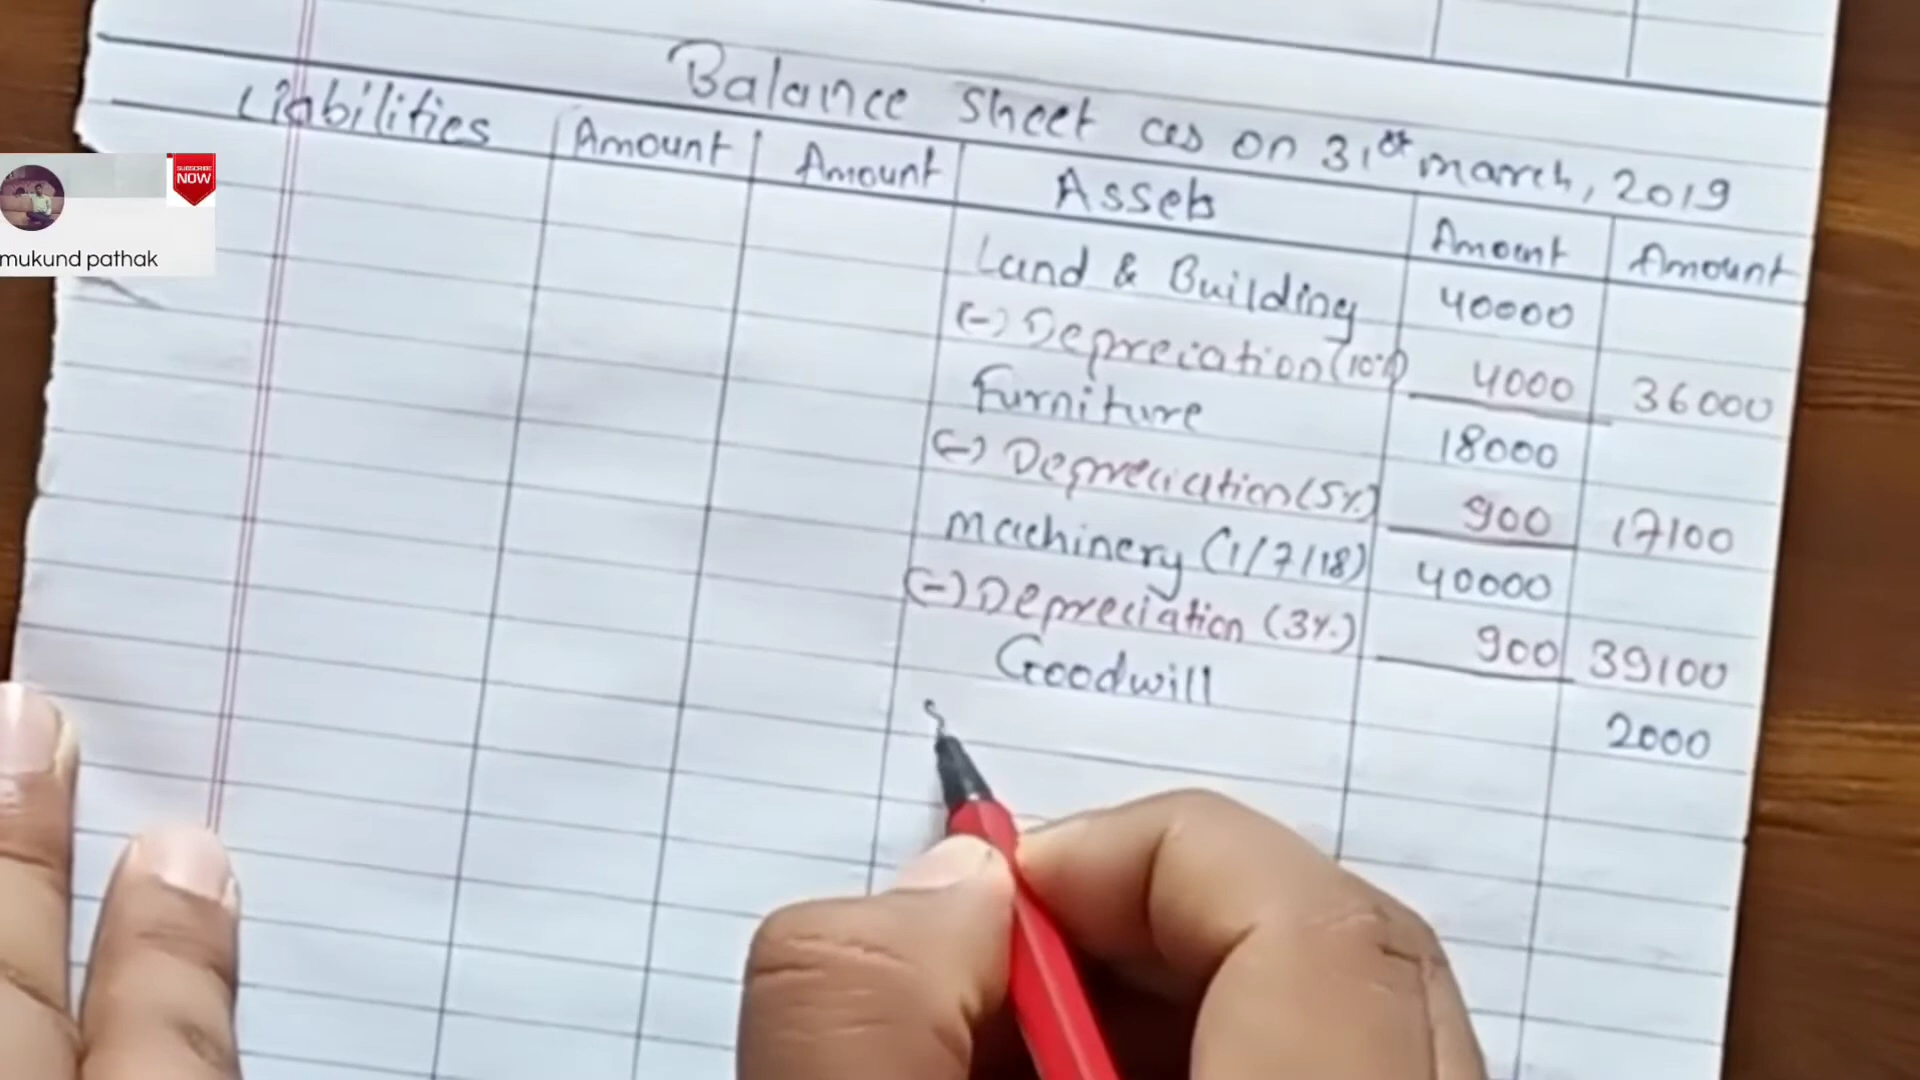 Balance Sheet as on 31st march, 2019
Liabilities Amount Amount Assets Amount Amount
Land & Building 40000
(-) Depreciation (10%) 4000 36000
Furniture 18000
(-) Depreciation (5%) 900 17100
Machinery (1/7/18) 40000
(-) Depreciation (3%) 900 39100
Goodwill 2000
S
SUBSCRIBE
NOW
mukund pathak